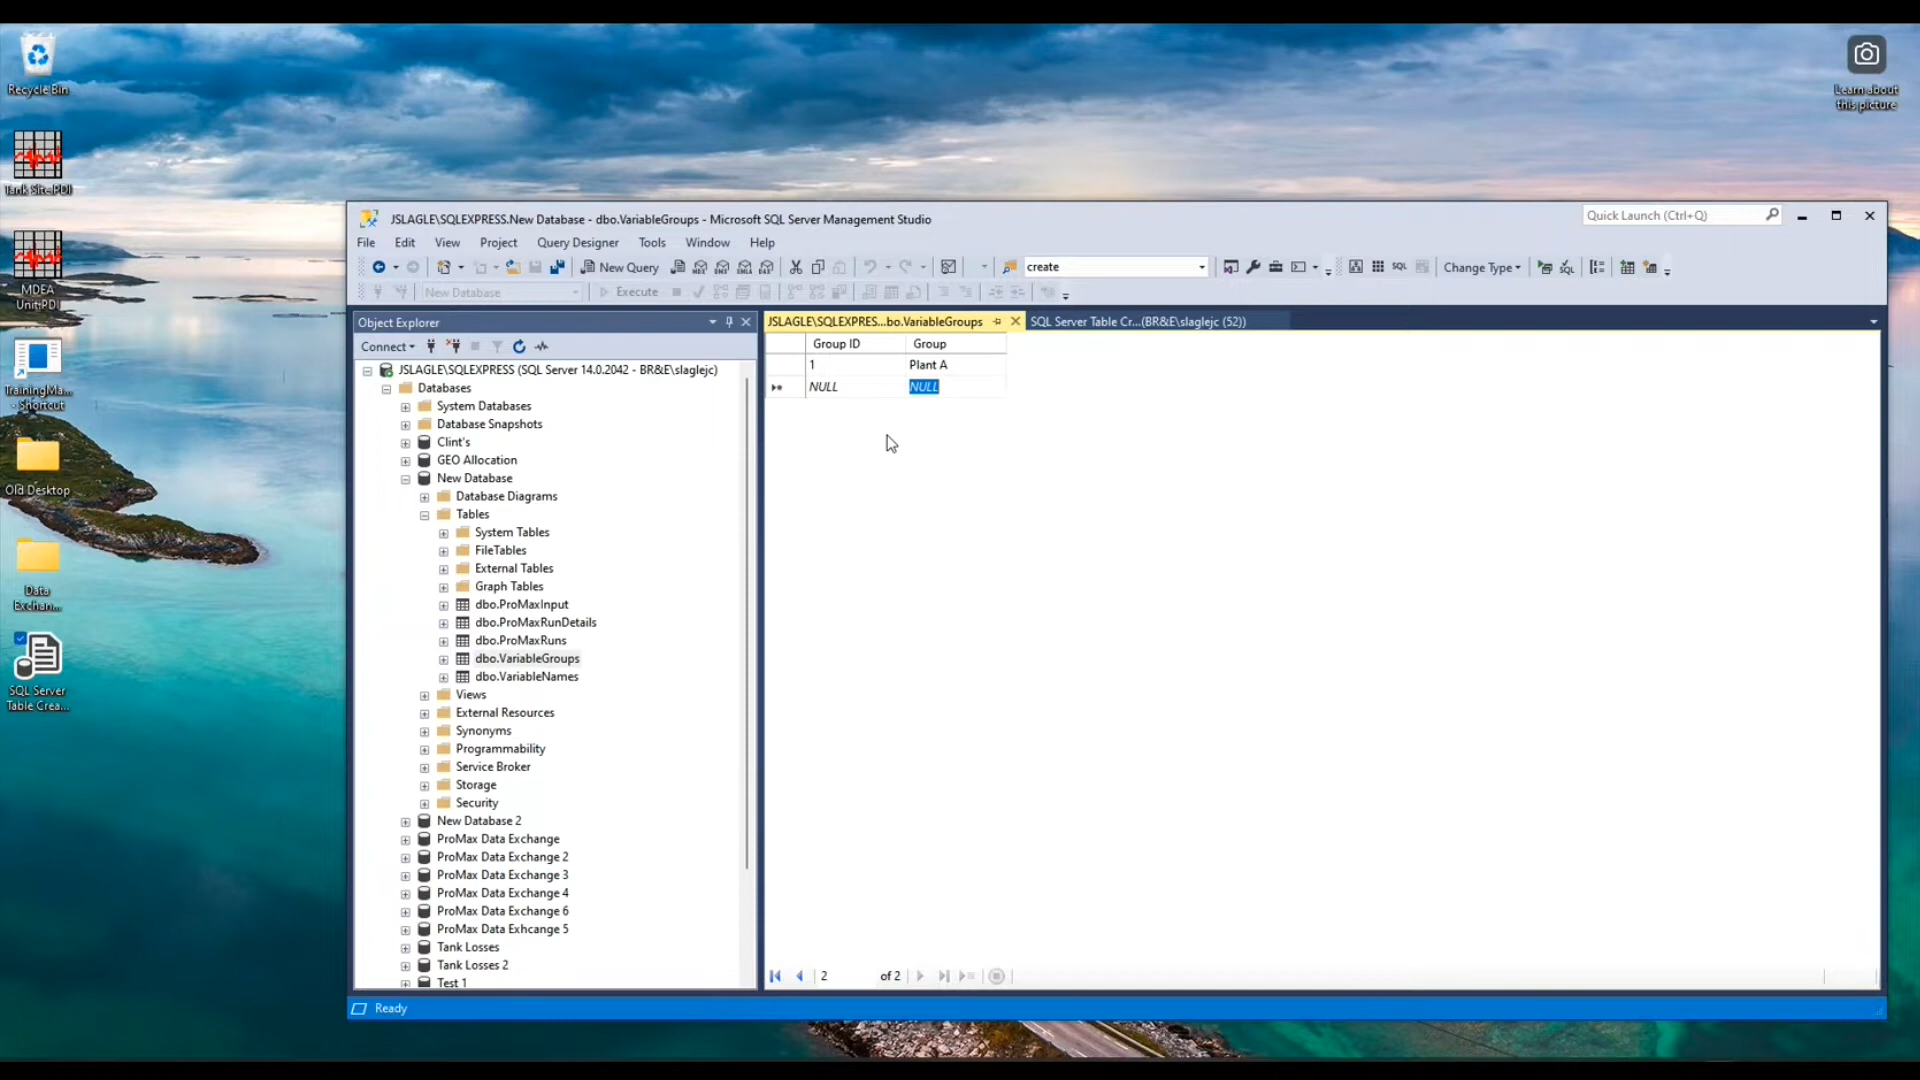 Recycle Bin
Tank Site.PDI
MDEA
Unit.PDI
TrainingMa...
- Shortcut
Old Desktop
Data
Exchan...
SQL Server
Table Crea...
Learn about
this picture
JSLAGLE\SQLEXPRESS.New Database - dbo.VariableGroups - Microsoft SQL Server Management Studio
Quick Launch (Ctrl+Q)
File Edit View Project Query Designer Tools Window Help
New Query
create
SQL
Change Type
New Database
Execute
Object Explorer
Connect
JSLAGLE\SQLEXPRESS (SQL Server 14.0.2042 - BR&E\slaglejc)
Databases
System Databases
Database Snapshots
Clint's
GEO Allocation
New Database
Database Diagrams
Tables
System Tables
FileTables
External Tables
Graph Tables
dbo.ProMaxInput
dbo.ProMaxRunDetails
dbo.ProMaxRuns
dbo.VariableGroups
dbo.VariableNames
Views
External Resources
Synonyms
Programmability
Service Broker
Storage
Security
New Database 2
ProMax Data Exchange
ProMax Data Exchange 2
ProMax Data Exchange 3
ProMax Data Exchange 4
ProMax Data Exchange 6
ProMax Data Exhcange 5
Tank Losses
Tank Losses 2
Test 1
JSLAGLE\SQLEXPRES...bo.VariableGroups
SQL Server Table Cr...(BR&E\slaglejc (52))
Group ID Group
1 Plant A
NULL NULL
2 of 2
Ready